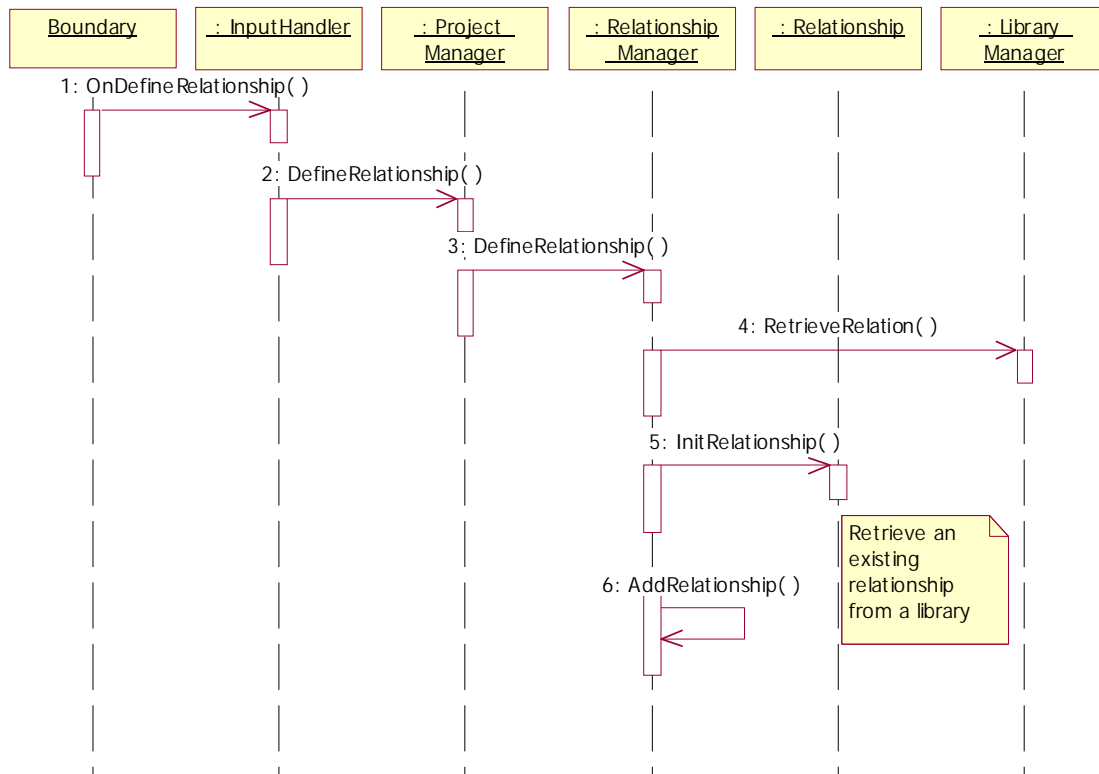 Boundary
: InputHandler
: Project
Manager
: Relationship
Manager
: Relationship
: Library
Manager
1: OnDefineRelationship( )
2: DefineRelationship( )
3: DefineRelationship( )
4: RetrieveRelation( )
5: InitRelationship( )
6: AddRelationship( )
Retrieve an
existing
relationship
from a library